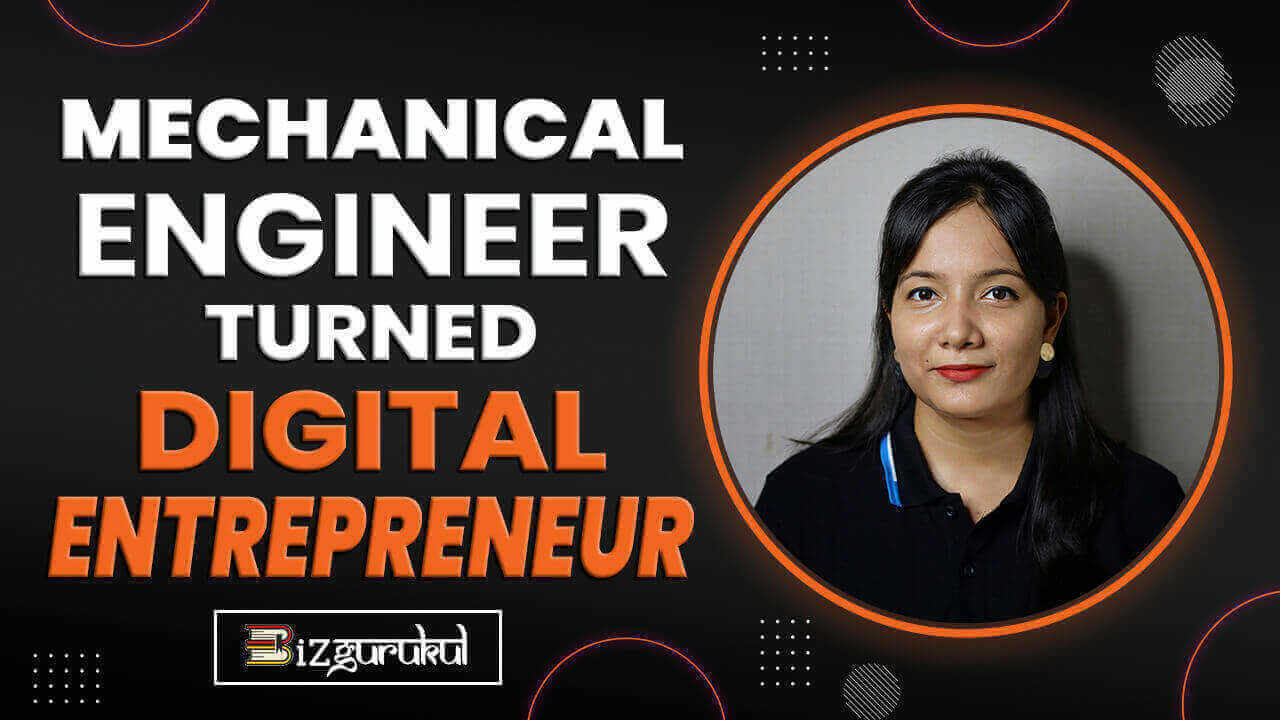 MECHANICAL
ENGINEER
TURNED
DIGITAL
ENTREPRENEUR
Bizgurukul